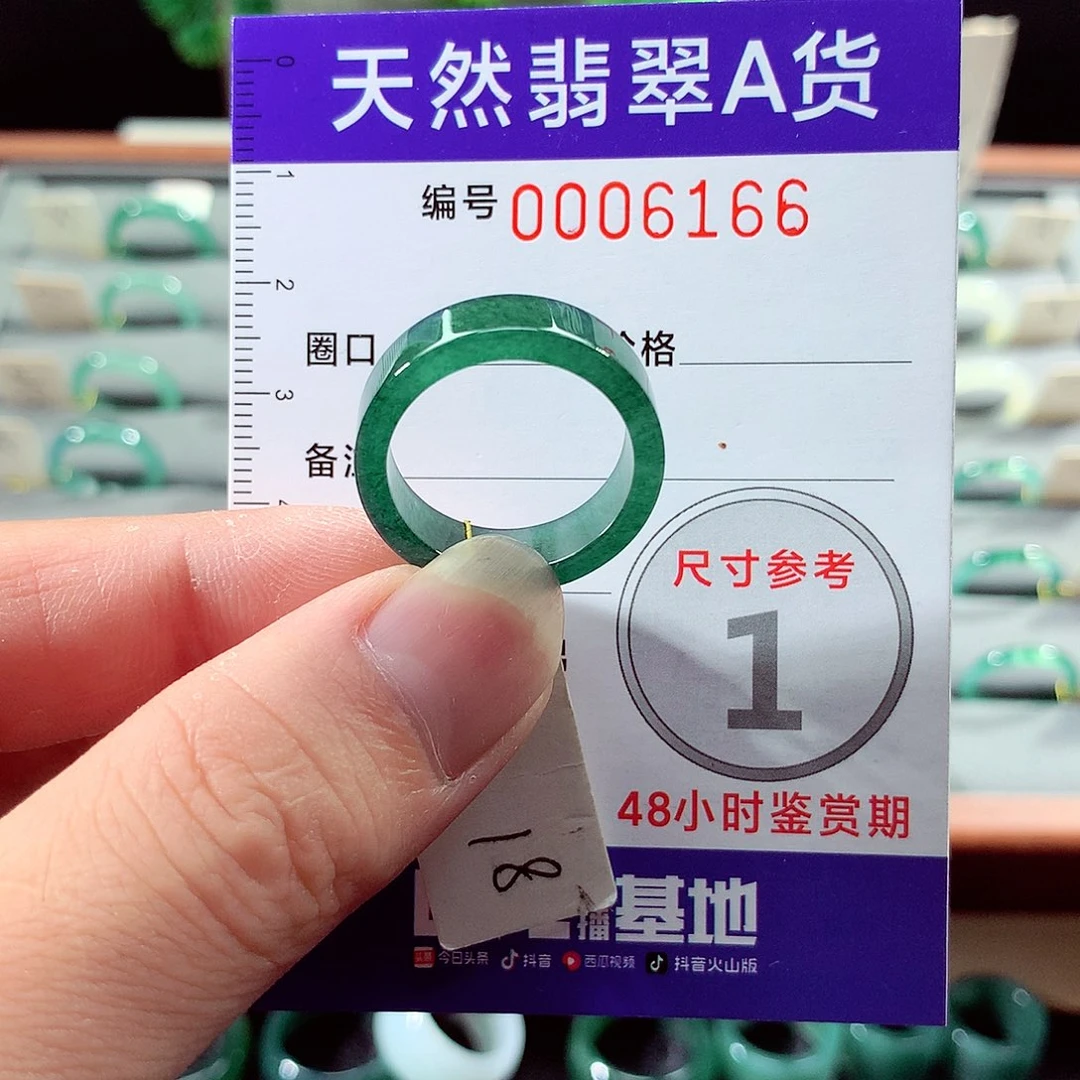 天然翡翠A货
编号 0006166
0
1
2
3
圈口 格
备
尺寸参考
1
48小时鉴赏期
18
播基地
今日头条 抖音 西瓜视频 抖音火山版